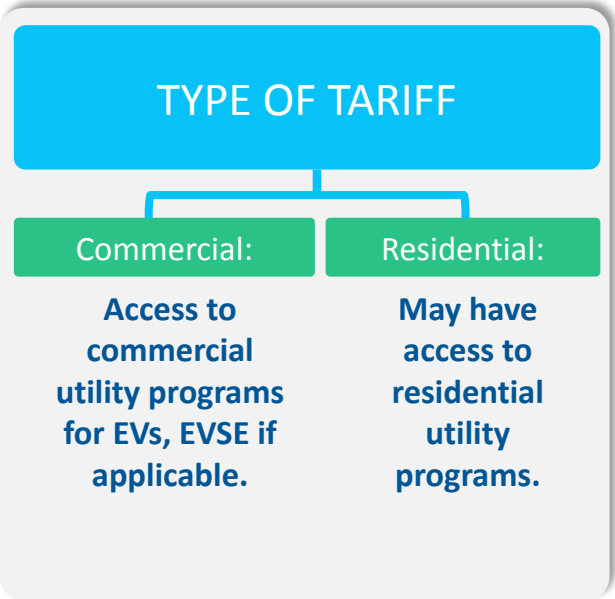 TYPE OF TARIFF
Commercial:
Access to
commercial
utility programs
for EVs, EVSE if
applicable.
Residential:
May have
access to
residential
utility
programs.